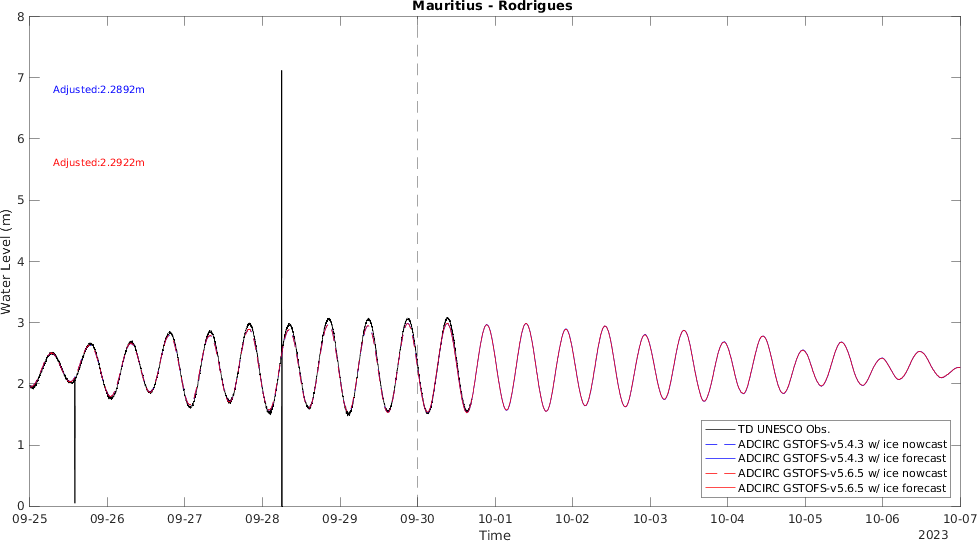 Mauritius - Rodrigues
8
7
6
5
4
3
2
1
0
Water Level (m)
Adjusted:2.2892m
Adjusted:2.2922m
TD UNESCO Obs.
ADCIRC GSTOFS-v5.4.3 w/ ice nowcast
ADCIRC GSTOFS-v5.4.3 w/ ice forecast
ADCIRC GSTOFS-v5.6.5 w/ ice nowcast
ADCIRC GSTOFS-v5.6.5 w/ ice forecast
09-25 09-26 09-27 09-28 09-29 09-30 10-01 10-02 10-03 10-04 10-05 10-06 10-07
Time
2023